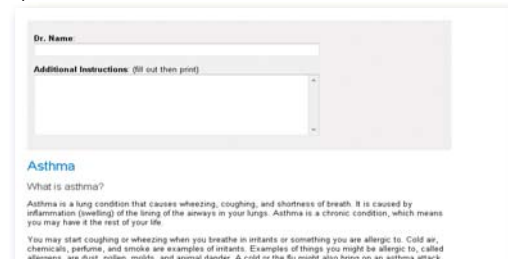 Dr. Name:
Additional Instructions: (fill out then print)
Asthma
What is asthma?
Asthma is a lung condition that causes wheezing, coughing, and shortness of breath. It is caused by
inflammation (swelling) of the lining of the airways in your lungs. Asthma is a chronic condition, which means
you may have it the rest of your life.
You may start coughing or wheezing when you breathe in irritants or something you are allergic to. Cold air,
chemicals, perfume, and smoke are examples of irritants. Examples of things you might be allergic to, called
allergens, are dust, pollen, molds, and animal dander. A cold or the flu might also bring on an asthma attack.